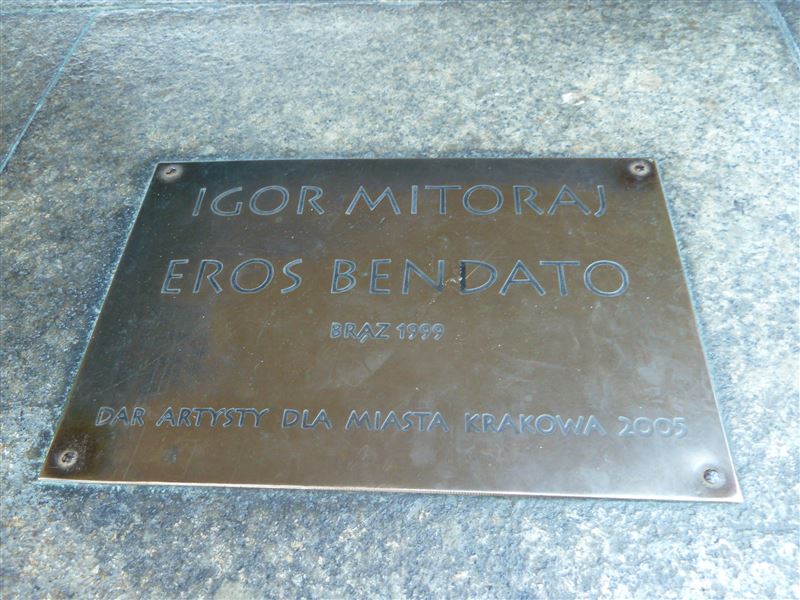 IGOR MITORAJ
EROS BENDATO
BRĄZ 1999
DAR ARTYSTY DLA MIASTA KRAKOWA 2005